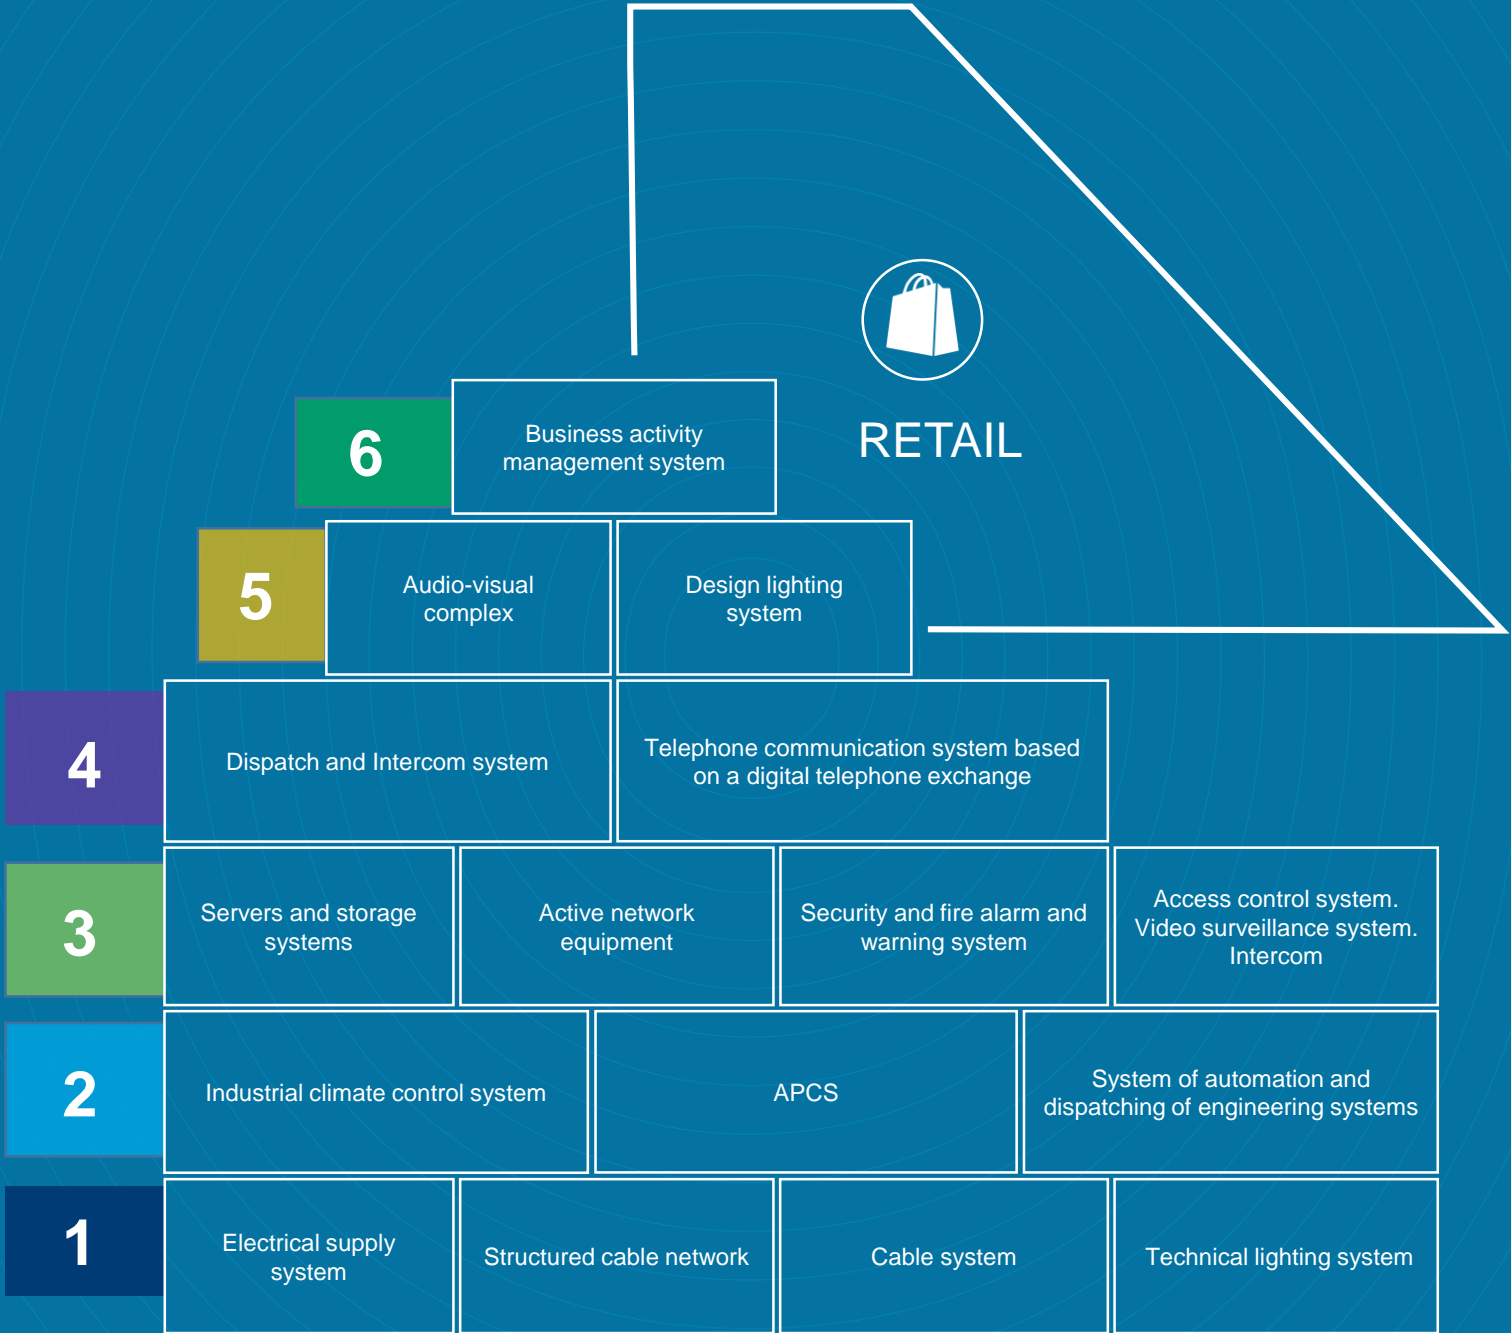 RETAIL
6
Business activity
management system
5
Audio-visual
complex
Design lighting
system
4
Dispatch and Intercom system
Telephone communication system based
on a digital telephone exchange
3
Servers and storage
systems
Active network
equipment
Security and fire alarm and
warning system
Access control system.
Video surveillance system.
Intercom
2
Industrial climate control system
APCS
System of automation and
dispatching of engineering systems
1
Electrical supply
system
Structured cable network
Cable system
Technical lighting system